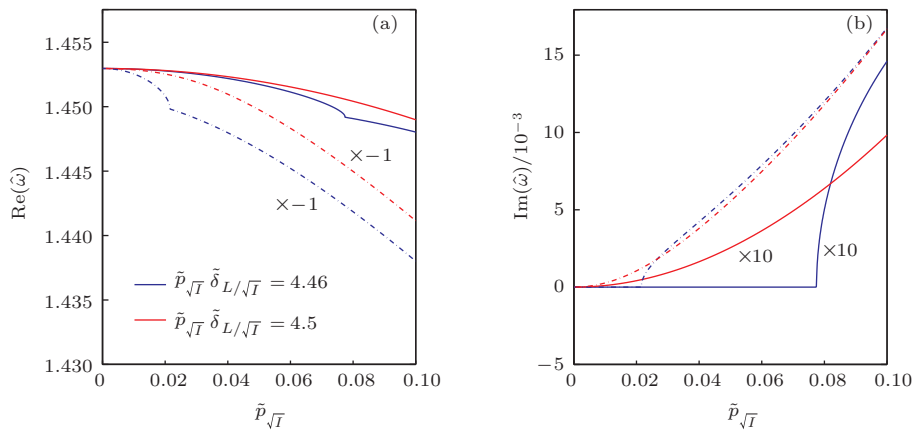 (a)
1.455
1.450
1.445
1.440
1.435
1.430
Re(ω̂)
×−1
×−1
p̃√I δ̃L/√I = 4.46
p̃√I δ̃L/√I = 4.5
0 0.02 0.04 0.06 0.08 0.10
p̃√I
(b)
15
10
5
0
−5
Im(ω̂)/10⁻³
×10
×10
0 0.02 0.04 0.06 0.08 0.10
p̃√I